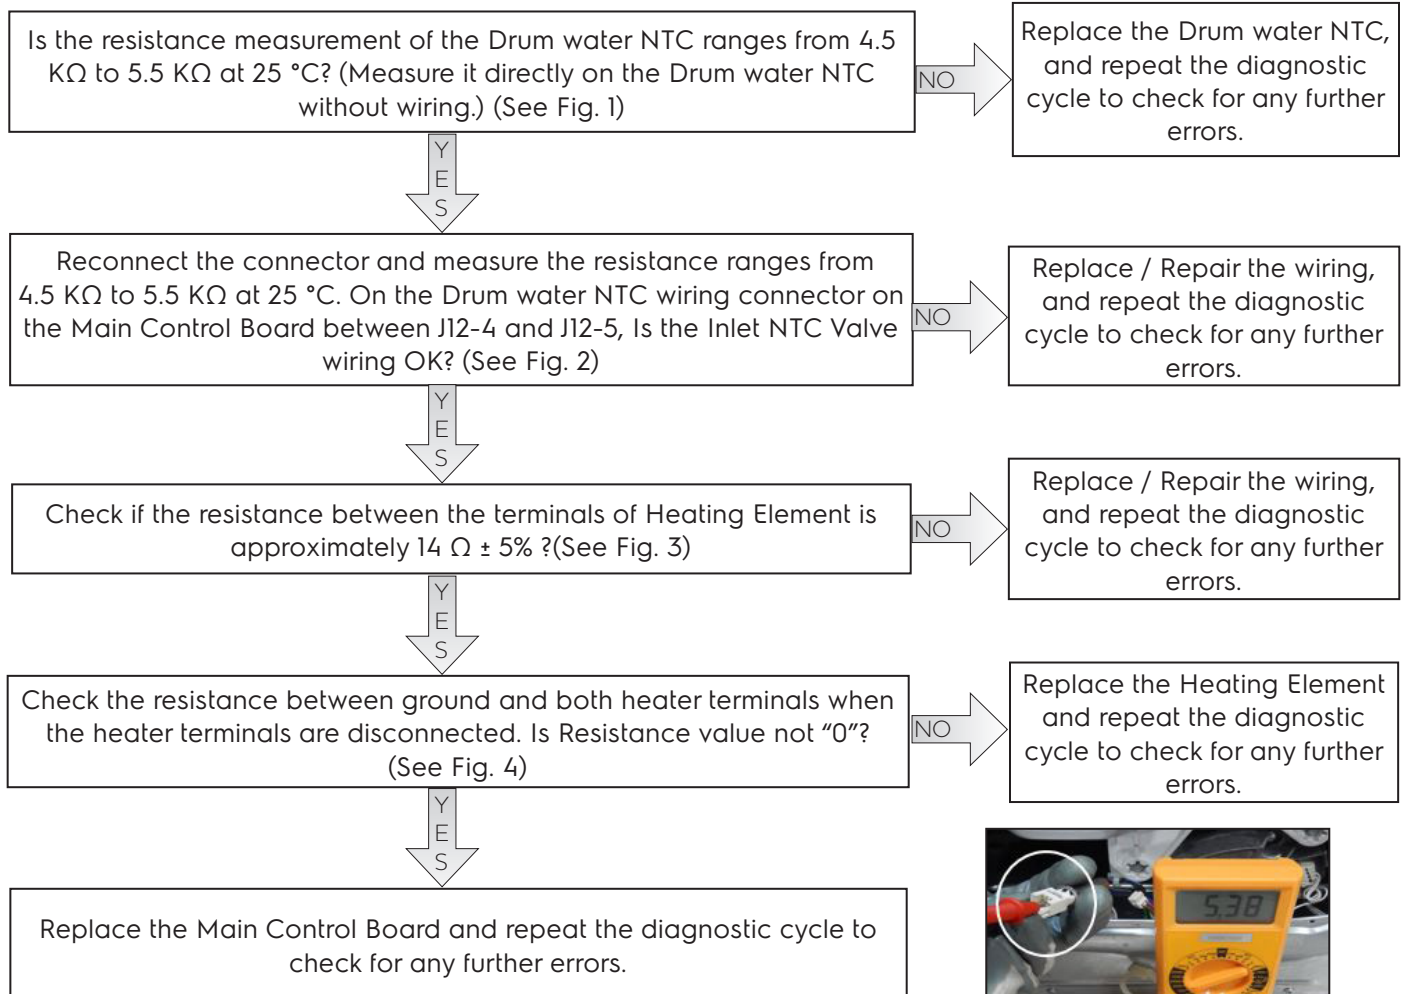 Is the resistance measurement of the Drum water NTC ranges from 4.5
KΩ to 5.5 KΩ at 25 °C? (Measure it directly on the Drum water NTC
without wiring.) (See Fig. 1)
NO
Replace the Drum water NTC,
and repeat the diagnostic
cycle to check for any further
errors.
YES
Reconnect the connector and measure the resistance ranges from
4.5 KΩ to 5.5 KΩ at 25 °C. On the Drum water NTC wiring connector on
the Main Control Board between J12-4 and J12-5, Is the Inlet NTC Valve
wiring OK? (See Fig. 2)
NO
Replace / Repair the wiring,
and repeat the diagnostic
cycle to check for any further
errors.
YES
Check if the resistance between the terminals of Heating Element is
approximately 14 Ω ± 5% ?(See Fig. 3)
NO
Replace / Repair the wiring,
and repeat the diagnostic
cycle to check for any further
errors.
YES
Check the resistance between ground and both heater terminals when
the heater terminals are disconnected. Is Resistance value not “0”?
(See Fig. 4)
NO
Replace the Heating Element
and repeat the diagnostic
cycle to check for any further
errors.
YES
Replace the Main Control Board and repeat the diagnostic cycle to
check for any further errors.
5.38